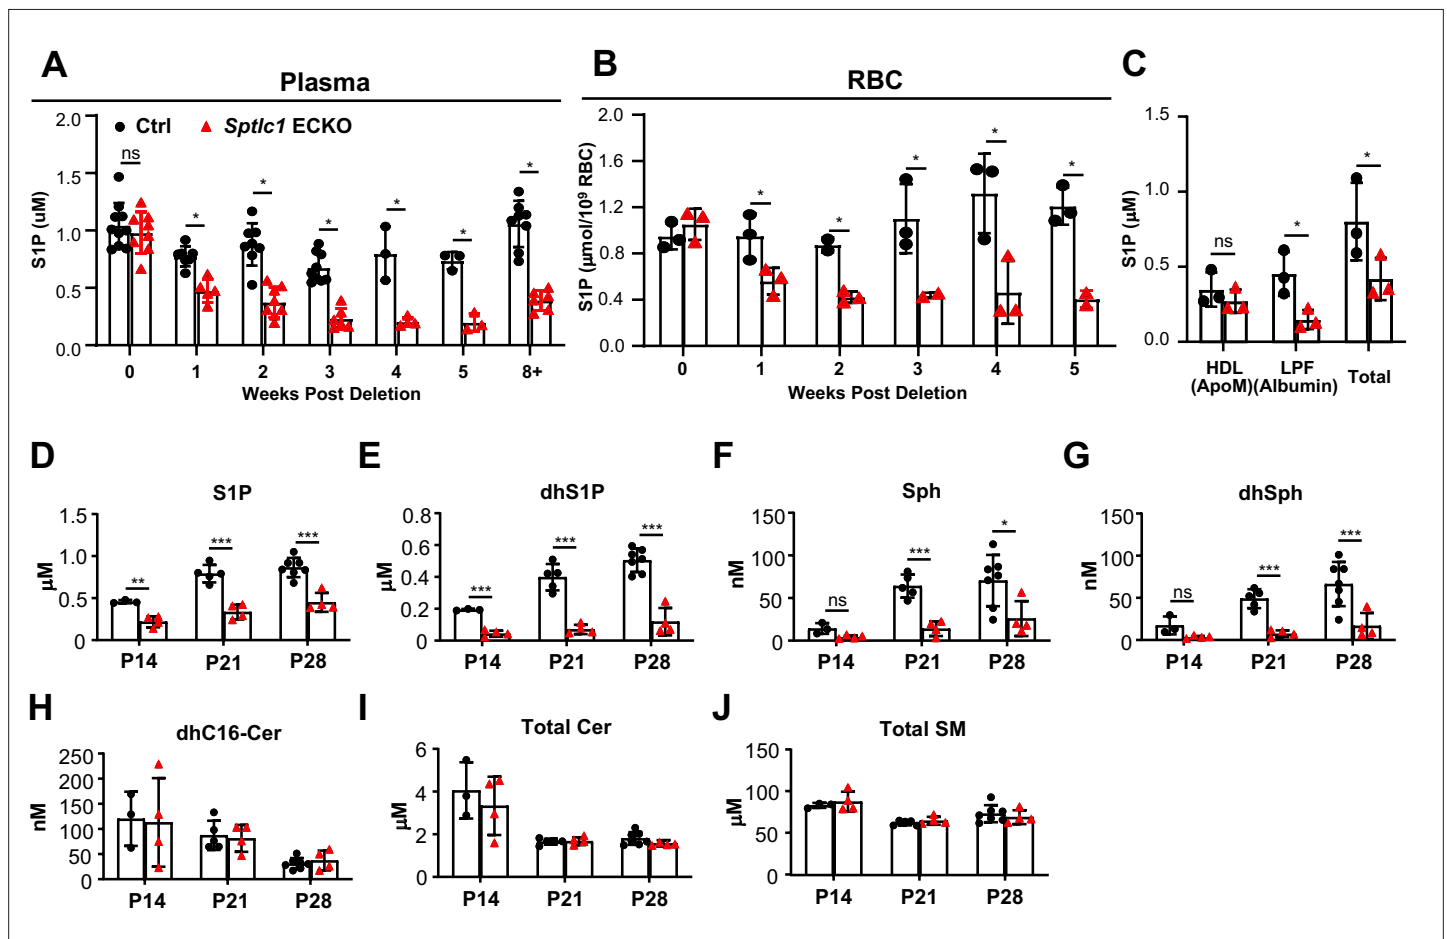 A
Plasma
B
RBC
C
2.0
1.5
1.0
0.5
0.0
S1P (uM)
Ctrl
Sptlc1 ECKO
ns
*
*
*
*
*
*
0
1
2
3
4
5
8+
Weeks Post Deletion
2.0
1.6
1.2
0.8
0.4
0.0
S1P (μmol/10⁹ RBC)
*
*
*
*
*
0
1
2
3
4
5
Weeks Post Deletion
1.5
1.0
0.5
0.0
S1P (μM)
ns
*
*
HDL
(ApoM)
LPF
(Albumin)
Total
D
S1P
1.5
1.0
0.5
0
μM
**
***
***
P14
P21
P28
E
dhS1P
0.8
0.6
0.4
0.2
0
μM
***
***
***
P14
P21
P28
F
Sph
150
100
50
0
nM
ns
***
*
P14
P21
P28
G
dhSph
150
100
50
0
nM
ns
***
***
P14
P21
P28
H
dhC16-Cer
250
200
150
100
50
0
nM
P14
P21
P28
I
Total Cer
6
4
2
0
μM
P14
P21
P28
J
Total SM
150
100
50
0
μM
P14
P21
P28